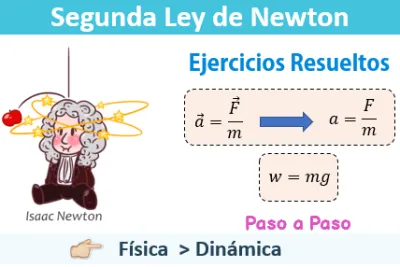 Segunda Ley de Newton
Ejercicios Resueltos
\vec{a} = \frac{\vec{F}}{m} → a = \frac{F}{m}
w = mg
Isaac Newton
Paso a Paso
Física > Dinámica